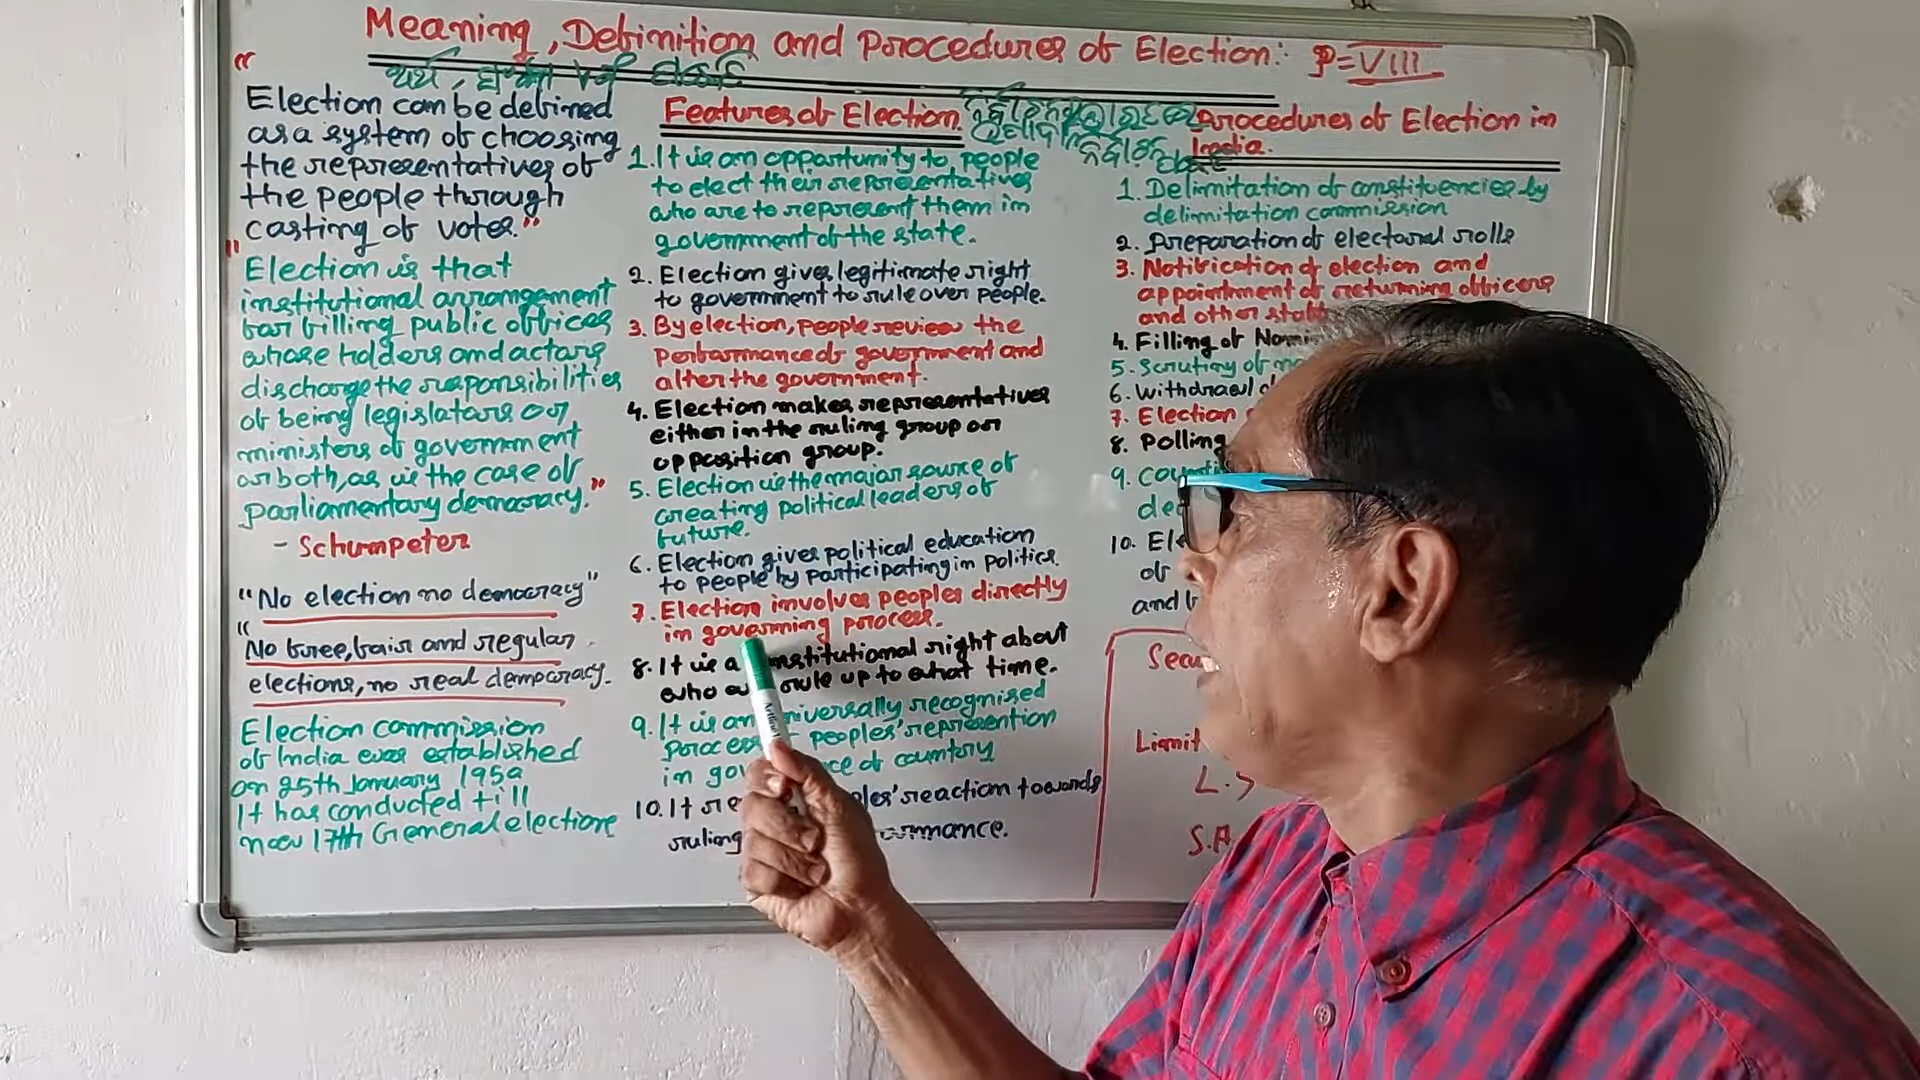 Meaning, Definition and Procedures of Election: P=VIII
"
Election can be defined
as a system of choosing
the representatives of
the people through
casting of votes."
"
Election is that
institutional arrangement
for filling public offices
whose holders and actors
discharge the responsibilities
of being legislators or
ministers of government
or both, as is the case of
parliamentary democracy."
- Schumpeter
"No election no democracy"
"No free, fair and regular
elections, no real democracy.
Election commission
of India was established
on 25th January 1950
It has conducted till
now 17th General elections
Features of Election
1. It is an opportunity to people
to elect their representatives
who are to represent them in
government of the state.
2. Election gives legitimate right
to government to rule over people.
3. By election, people review the
performance of government and
alter the government.
4. Election makes representatives
either in the ruling group or
opposition group.
5. Election is the major source of
creating political leaders of
future.
6. Election gives political education
to people by participating in politics.
7. Election involves peoples directly
in governing process.
8. It is a constitutional right about
who rule up to what time.
9. It is an universally recognised
process peoples' represention
in of country
10. It reaction towards
ruling
Procedures of Election in
India.
1. Delimitation of constituencies by
delimitation commission
2. Preparation of electoral rolls
3. Notification of election and
appointment of returning officers
and other staff
4. Filling of
5. Scrutiny of
6. Withdrawl
7. Election
8. Polling
9.
10.
of
and
Limit
L.S
S.A